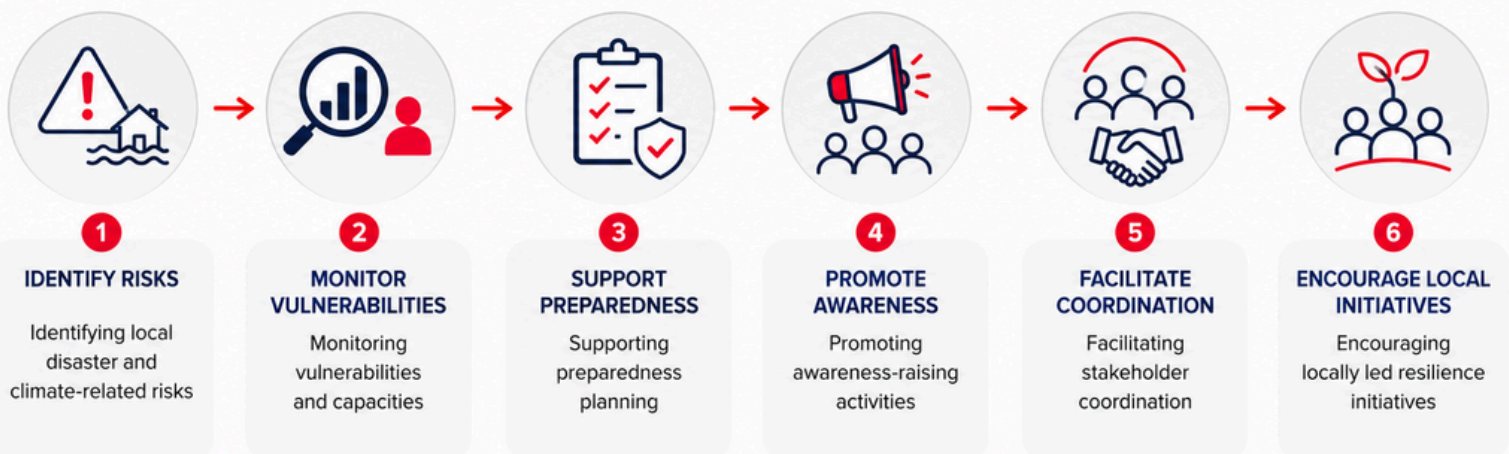 1
IDENTIFY RISKS
Identifying local
disaster and
climate-related risks
2
MONITOR
VULNERABILITIES
Monitoring
vulnerabilities
and capacities
3
SUPPORT
PREPAREDNESS
Supporting
preparedness
planning
4
PROMOTE
AWARENESS
Promoting
awareness-raising
activities
5
FACILITATE
COORDINATION
Facilitating
stakeholder
coordination
6
ENCOURAGE LOCAL
INITIATIVES
Encouraging
locally led resilience
initiatives